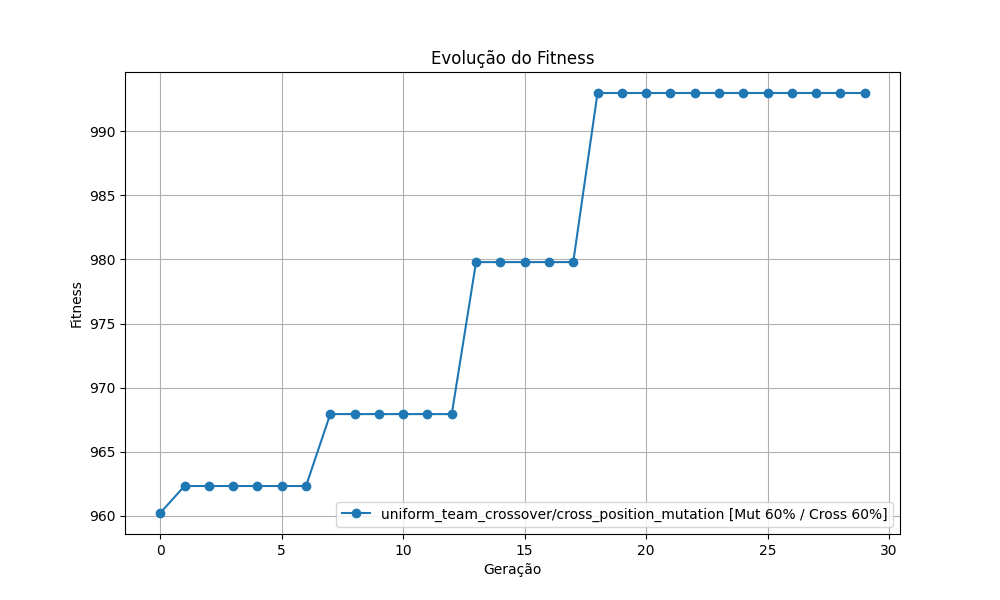 Evolução do Fitness
Fitness
990
985
980
975
970
965
960
uniform_team_crossover/cross_position_mutation [Mut 60% / Cross 60%]
0 5 10 15 20 25 30
Geração